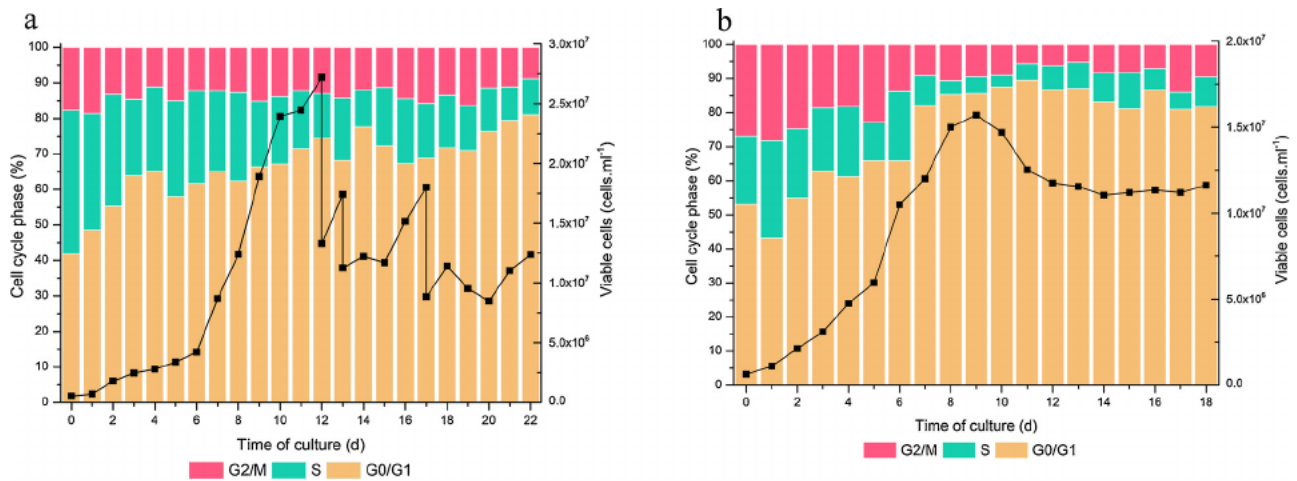 a
100
90
80
70
60
50
40
30
20
10
0
Cell cycle phase (%)
3.0x10⁷
2.5x10⁷
2.0x10⁷
1.5x10⁷
1.0x10⁷
5.0x10⁶
0.0
Viable cells (cells.ml⁻¹)
0 2 4 6 8 10 12 14 16 18 20 22
Time of culture (d)
G2/M S G0/G1
b
100
90
80
70
60
50
40
30
20
10
0
Cell cycle phase (%)
2.0x10⁷
1.5x10⁷
1.0x10⁷
5.0x10⁶
0.0
Viable cells (cells.ml⁻¹)
0 2 4 6 8 10 12 14 16 18
Time of culture (d)
G2/M S G0/G1